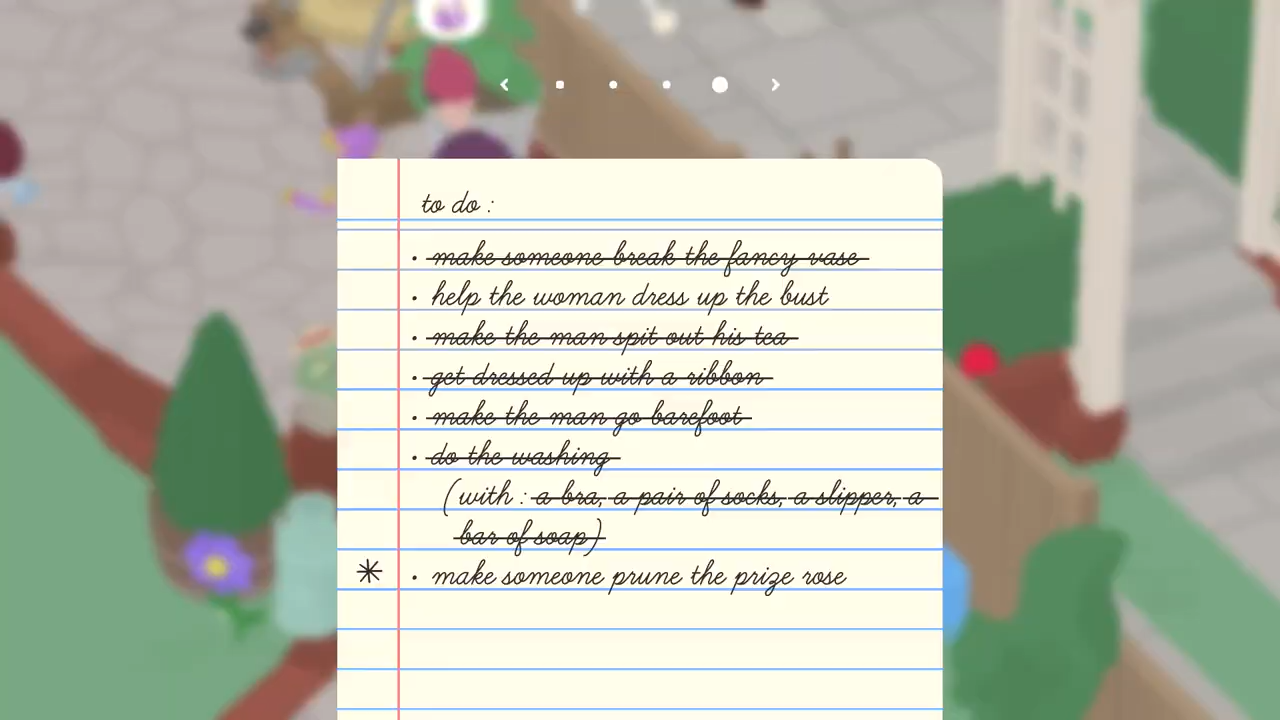 to do :
• make someone break the fancy vase
• help the woman dress up the bust
• make the man spit out his tea
• get dressed up with a ribbon
• make the man go barefoot
• do the washing
(with : a bra, a pair of socks, a slipper, a
bar of soap)
* • make someone prune the prize rose